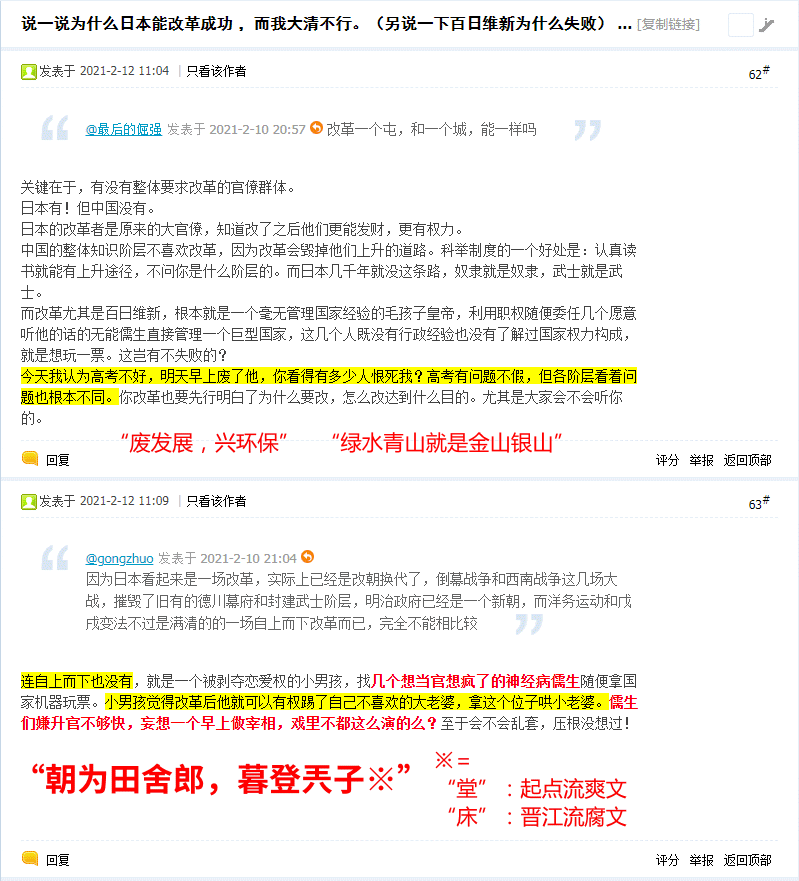 说一说为什么日本能改革成功 ，而我大清不行。（另说一下百日维新为什么失败） ... [复制链接]
发表于 2021-2-12 11:04 | 只看该作者
62#
@最后的倔强 发表于 2021-2-10 20:57 改革一个屯，和一个城，能一样吗
关键在于，有没有整体要求改革的官僚群体。
日本有！但中国没有。
日本的改革者是原来的大官僚，知道改了之后他们更能发财，更有权力。
中国的整体知识阶层不喜欢改革，因为改革会毁掉他们上升的道路。科举制度的一个好处是：认真读
书就能有上升途径，不问你是什么阶层的。而日本几千年就没这条路，奴隶就是奴隶，武士就是武
士。
而改革尤其是百日维新，根本就是一个毫无管理国家经验的毛孩子皇帝，利用职权随便委任几个愿意
听他的话的无能儒生直接管理一个巨型国家，这几个人既没有行政经验也没有了解过国家权力构成，
就是想玩一票。这岂有不失败的？
今天我认为高考不好，明天早上废了他，你看得有多少人恨死我？高考有问题不假，但各阶层看着问
题也根本不同。你改革也要先行明白了为什么要改，怎么改达到什么目的。尤其是大家会不会听你
的。
“废发展，兴环保” “绿水青山就是金山银山”
回复
评分 举报 返回顶部
发表于 2021-2-12 11:09 | 只看该作者
63#
@gongzhuo 发表于 2021-2-10 21:04
因为日本看起来是一场改革，实际上已经是改朝换代了，倒幕战争和西南战争这几场大
战，摧毁了旧有的德川幕府和封建武士阶层，明治政府已经是一个新朝，而洋务运动和戊
戌变法不过是满清的的一场自上而下改革而已，完全不能相比较
连自上而下也没有，就是一个被剥夺恋爱权的小男孩，找几个想当官想疯了的神经病儒生随便拿国
家机器玩票。小男孩觉得改革后他就可以有权踢了自己不喜欢的大老婆，拿这个位子哄小老婆。儒生
们嫌升官不够快，妄想一个早上做宰相，戏里不都这么演的么？至于会不会乱套，压根没想过！
“朝为田舍郎，暮登兲子※”
※＝
“堂”：起点流爽文
“床”：晋江流腐文
回复
评分 举报 返回顶部